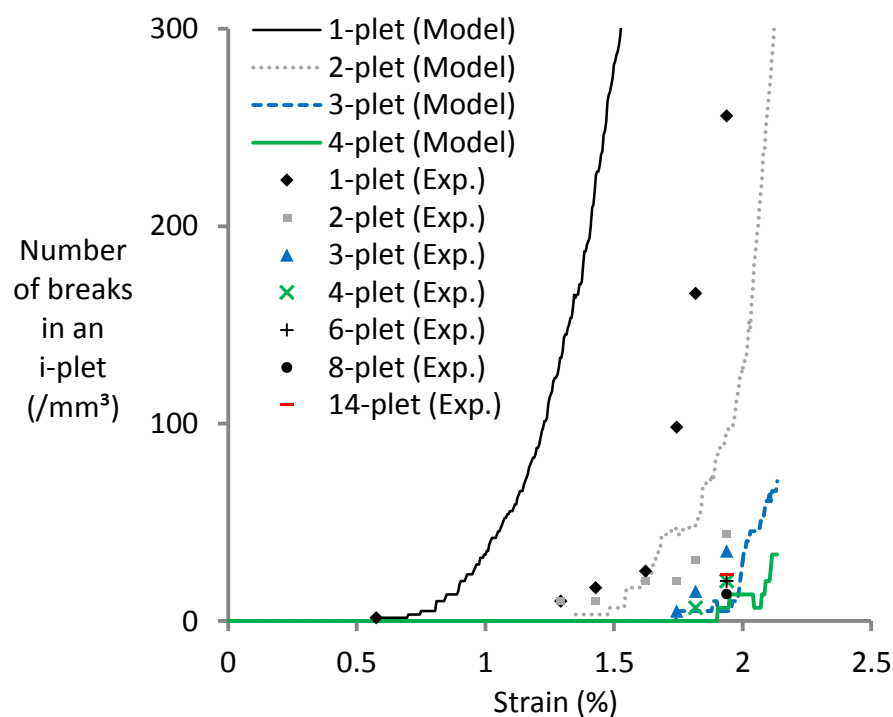 300
200
100
0
Number
of breaks
in an
i-plet
(/mm³)
1-plet (Model)
2-plet (Model)
3-plet (Model)
4-plet (Model)
1-plet (Exp.)
2-plet (Exp.)
3-plet (Exp.)
4-plet (Exp.)
6-plet (Exp.)
8-plet (Exp.)
14-plet (Exp.)
0 0.5 1 1.5 2 2.5
Strain (%)